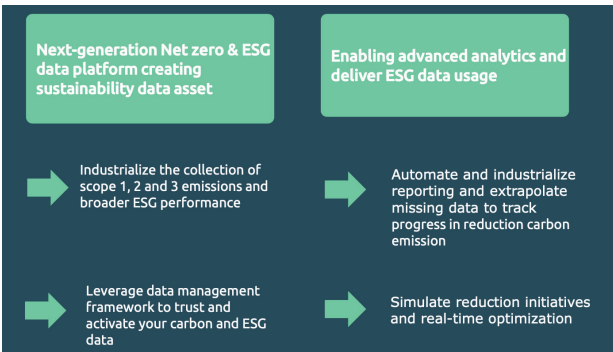 Next-generation Net zero & ESG
data platform creating
sustainability data asset
Industrialize the collection of
scope 1, 2 and 3 emissions and
broader ESG performance
Leverage data management
framework to trust and
activate your carbon and ESG
data
Enabling advanced analytics and
deliver ESG data usage
Automate and industrialize
reporting and extrapolate
missing data to track
progress in reduction carbon
emission
Simulate reduction initiatives
and real-time optimization